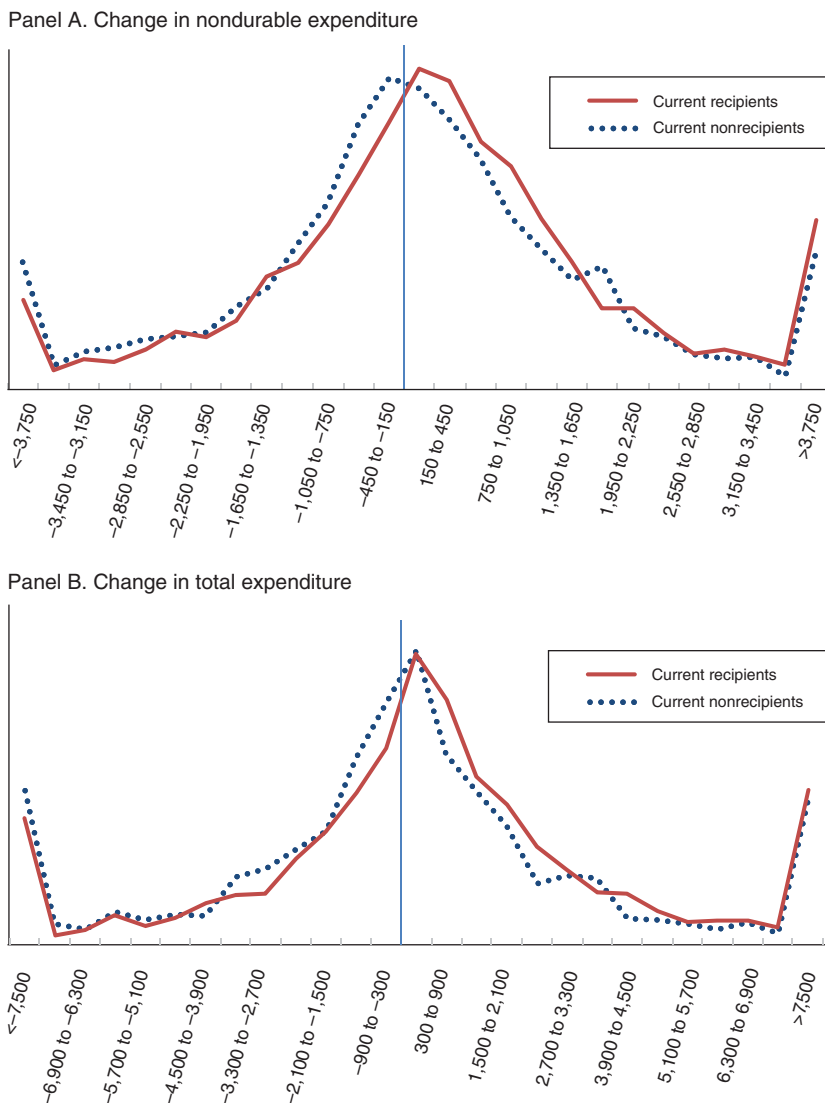 Panel A. Change in nondurable expenditure
Current recipients
Current nonrecipients
<–3,750
–3,450 to –3,150
–2,850 to –2,550
–2,250 to –1,950
–1,650 to –1,350
–1,050 to –750
–450 to –150
150 to 450
750 to 1,050
1,350 to 1,650
1,950 to 2,250
2,550 to 2,850
3,150 to 3,450
>3,750
Panel B. Change in total expenditure
Current recipients
Current nonrecipients
<–7,500
–6,900 to –6,300
–5,700 to –5,100
–4,500 to –3,900
–3,300 to –2,700
–2,100 to –1,500
–900 to –300
300 to 900
1,500 to 2,100
2,700 to 3,300
3,900 to 4,500
5,100 to 5,700
6,300 to 6,900
>7,500